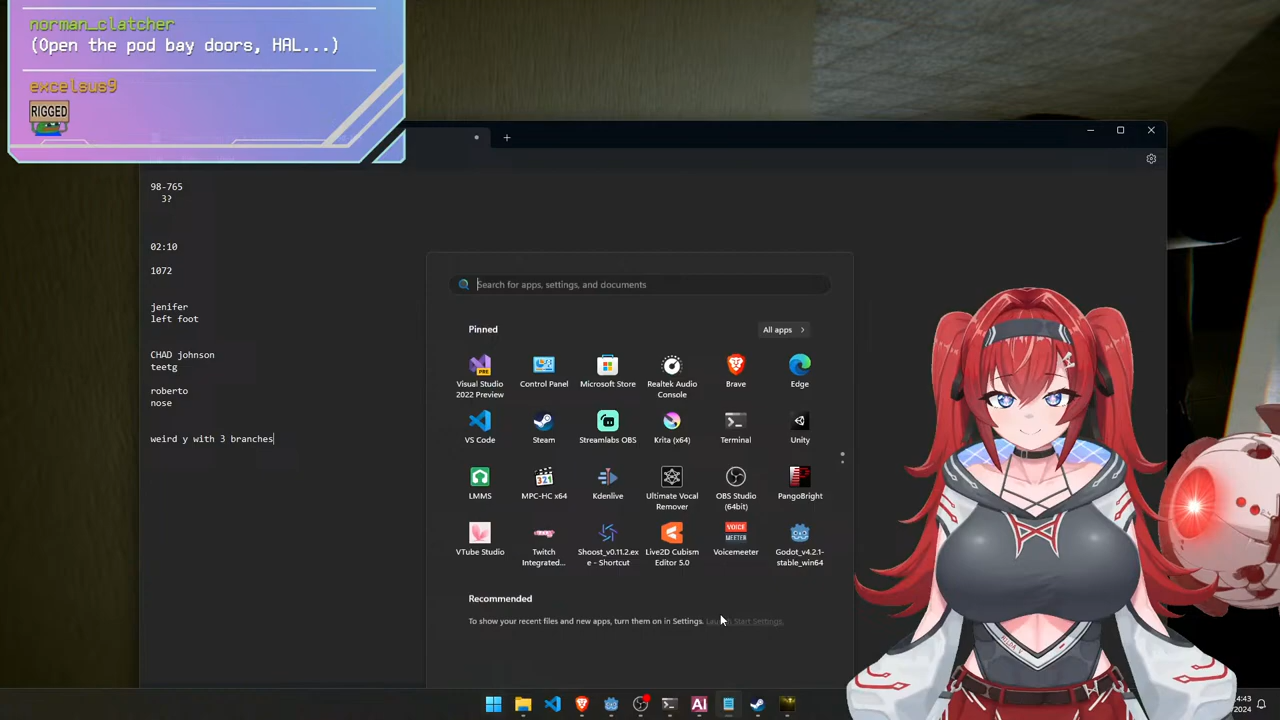 norman_clatcher
(Open the pod bay doors, HAL...)
excelsus9
RIGGED
98-765
3?
02:10
1072
jenifer
left foot
CHAD johnson
teetg
roberto
nose
weird y with 3 branches
Search for apps, settings, and documents
Pinned
All apps
Visual Studio 2022 Preview
Control Panel
Microsoft Store
Realtek Audio Console
Brave
Edge
VS Code
Steam
Streamlabs OBS
Krita (x64)
Terminal
Unity
LMMS
MPC-HC x64
Kdenlive
Ultimate Vocal Remover
OBS Studio (64bit)
PangoBright
VTube Studio
Twitch Integrated...
Shoost_v0.11.2.exe - Shortcut
Live2D Cubism Editor 5.0
Voicemeeter
Godot_v4.2.1-stable_win64
Recommended
To show your recent files and new apps, turn them on in Settings. Launch Start Settings.
AI